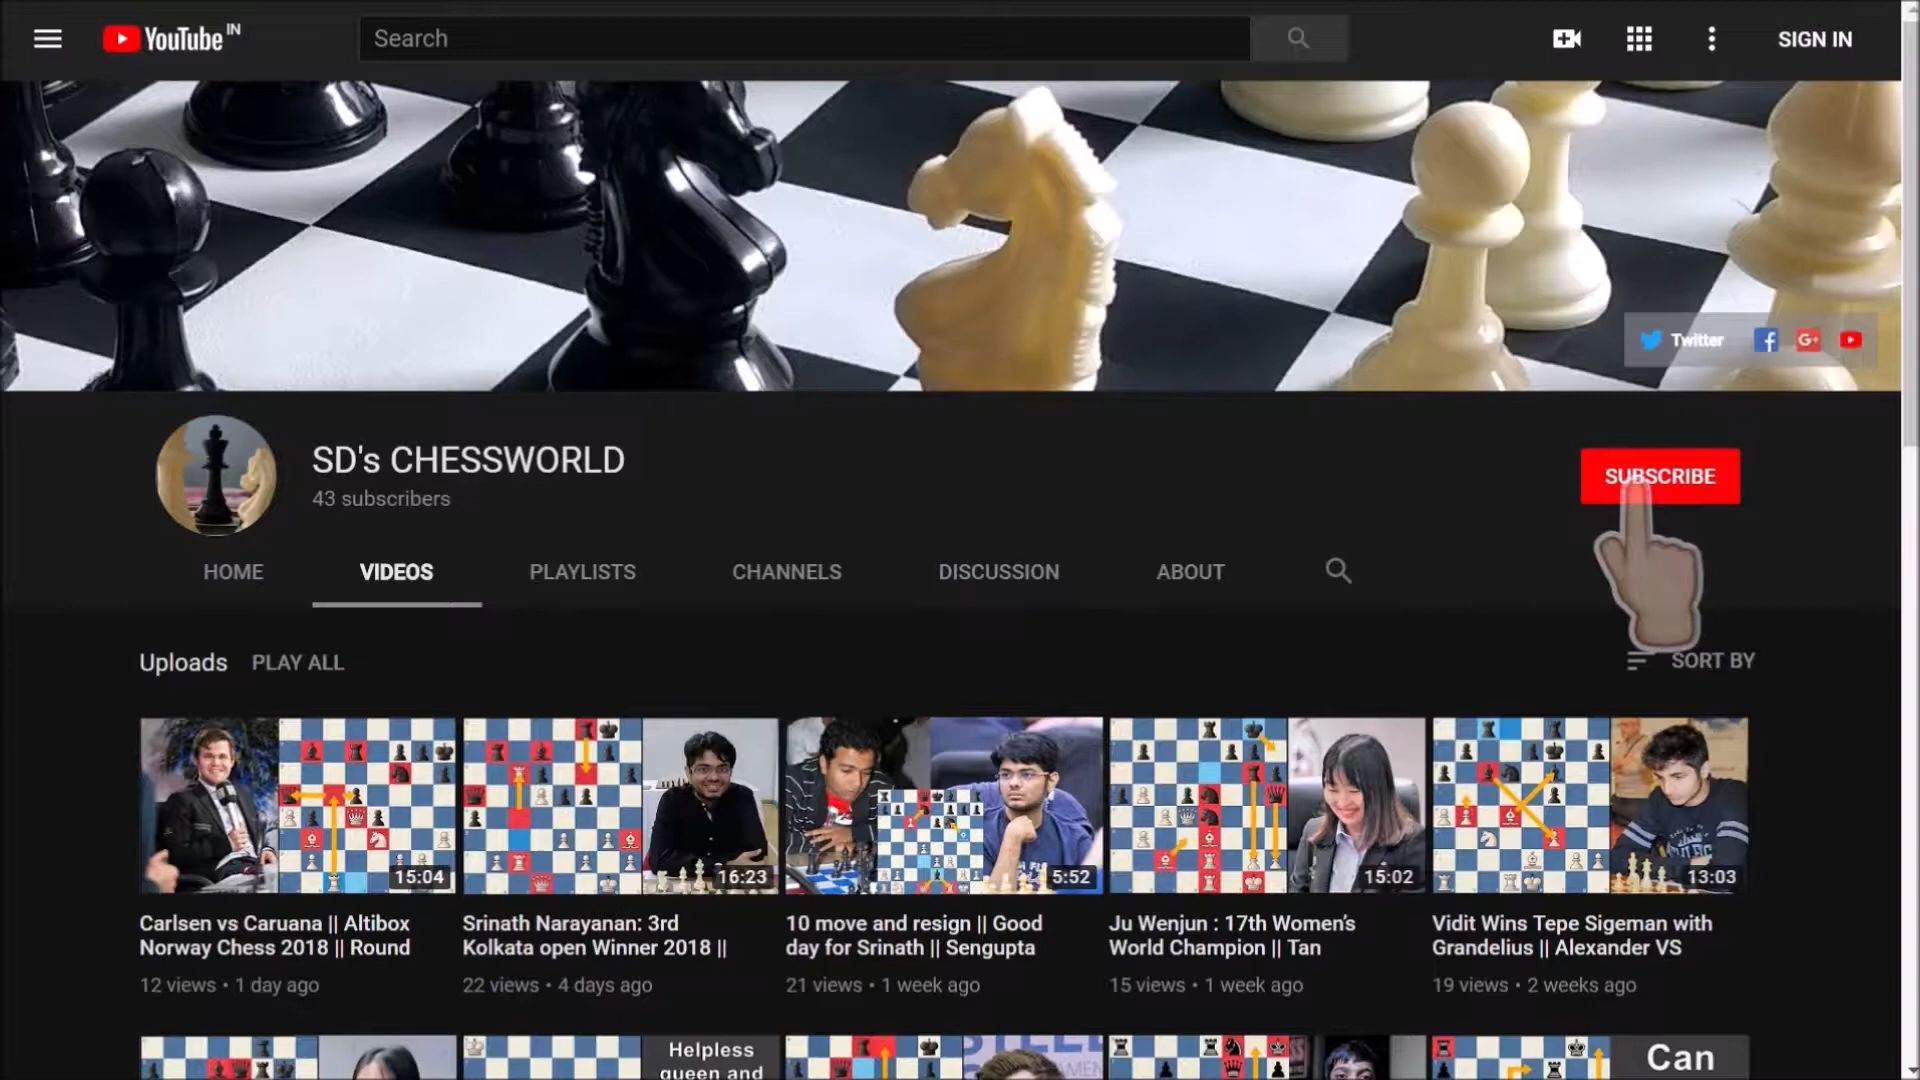 YouTube IN
Search
SIGN IN
Twitter
SD's CHESSWORLD
43 subscribers
SUBSCRIBE
HOME
VIDEOS
PLAYLISTS
CHANNELS
DISCUSSION
ABOUT
Uploads
PLAY ALL
SORT BY
15:04
16:23
5:52
15:02
13:03
Carlsen vs Caruana || Altibox
Norway Chess 2018 || Round
12 views • 1 day ago
Srinath Narayanan: 3rd
Kolkata open Winner 2018 ||
22 views • 4 days ago
10 move and resign || Good
day for Srinath || Sengupta
21 views • 1 week ago
Ju Wenjun : 17th Women's
World Champion || Tan
15 views • 1 week ago
Vidit Wins Tepe Sigeman with
Grandelius || Alexander VS
19 views • 2 weeks ago
Helpless
queen and
Can